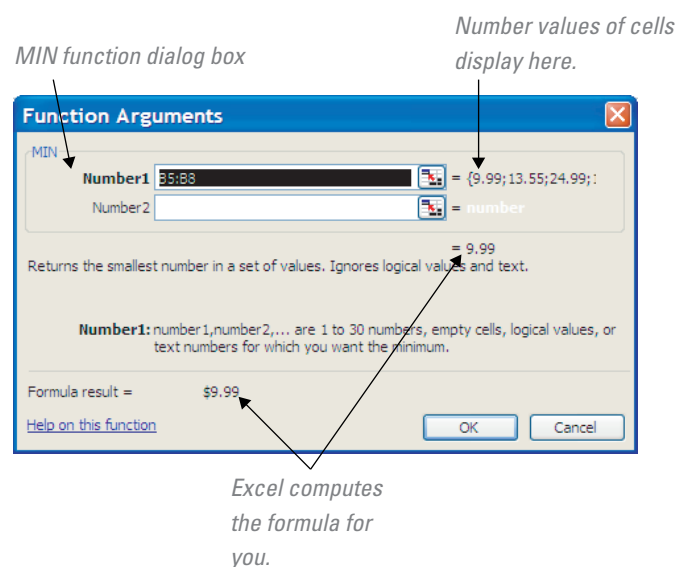 Number values of cells
display here.
MIN function dialog box
Function Arguments
MIN
Number1 B5:B8 = {9.99;13.55;24.99;1
Number2 = number
= 9.99
Returns the smallest number in a set of values. Ignores logical values and text.
Number1: number1,number2,... are 1 to 30 numbers, empty cells, logical values, or
text numbers for which you want the minimum.
Formula result = $9.99
Help on this function OK Cancel
Excel computes
the formula for
you.